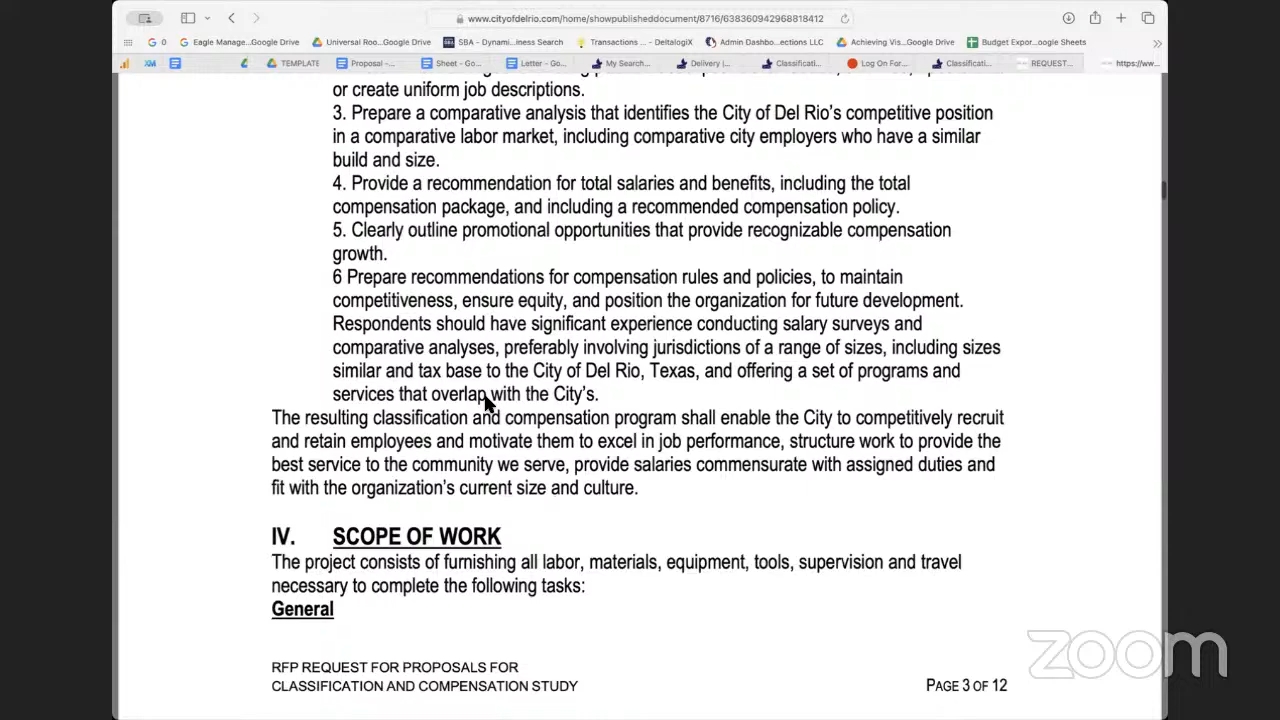 www.cityofdelrio.com/home/showpublisheddocument/8716/638360942968818412
G 0
Eagle Manage...Google Drive
Universal Roo...Google Drive
SBA - Dynami...iness Search
Transactions ... - DeltalogiX
Admin Dashbo...ections LLC
Achieving Vis...Google Drive
Budget Expor...oogle Sheets
XM
TEMPLATE
Proposal -...
Sheet - Go...
Letter - Go...
My Search...
Delivery |...
Classificati...
Log On For...
Classificati...
REQUEST...
https://ww...
or create uniform job descriptions.
3. Prepare a comparative analysis that identifies the City of Del Rio's competitive position
in a comparative labor market, including comparative city employers who have a similar
build and size.
4. Provide a recommendation for total salaries and benefits, including the total
compensation package, and including a recommended compensation policy.
5. Clearly outline promotional opportunities that provide recognizable compensation
growth.
6 Prepare recommendations for compensation rules and policies, to maintain
competitiveness, ensure equity, and position the organization for future development.
Respondents should have significant experience conducting salary surveys and
comparative analyses, preferably involving jurisdictions of a range of sizes, including sizes
similar and tax base to the City of Del Rio, Texas, and offering a set of programs and
services that overlap with the City's.
The resulting classification and compensation program shall enable the City to competitively recruit
and retain employees and motivate them to excel in job performance, structure work to provide the
best service to the community we serve, provide salaries commensurate with assigned duties and
fit with the organization's current size and culture.
IV. SCOPE OF WORK
The project consists of furnishing all labor, materials, equipment, tools, supervision and travel
necessary to complete the following tasks:
General
RFP REQUEST FOR PROPOSALS FOR
CLASSIFICATION AND COMPENSATION STUDY
PAGE 3 OF 12
zoom